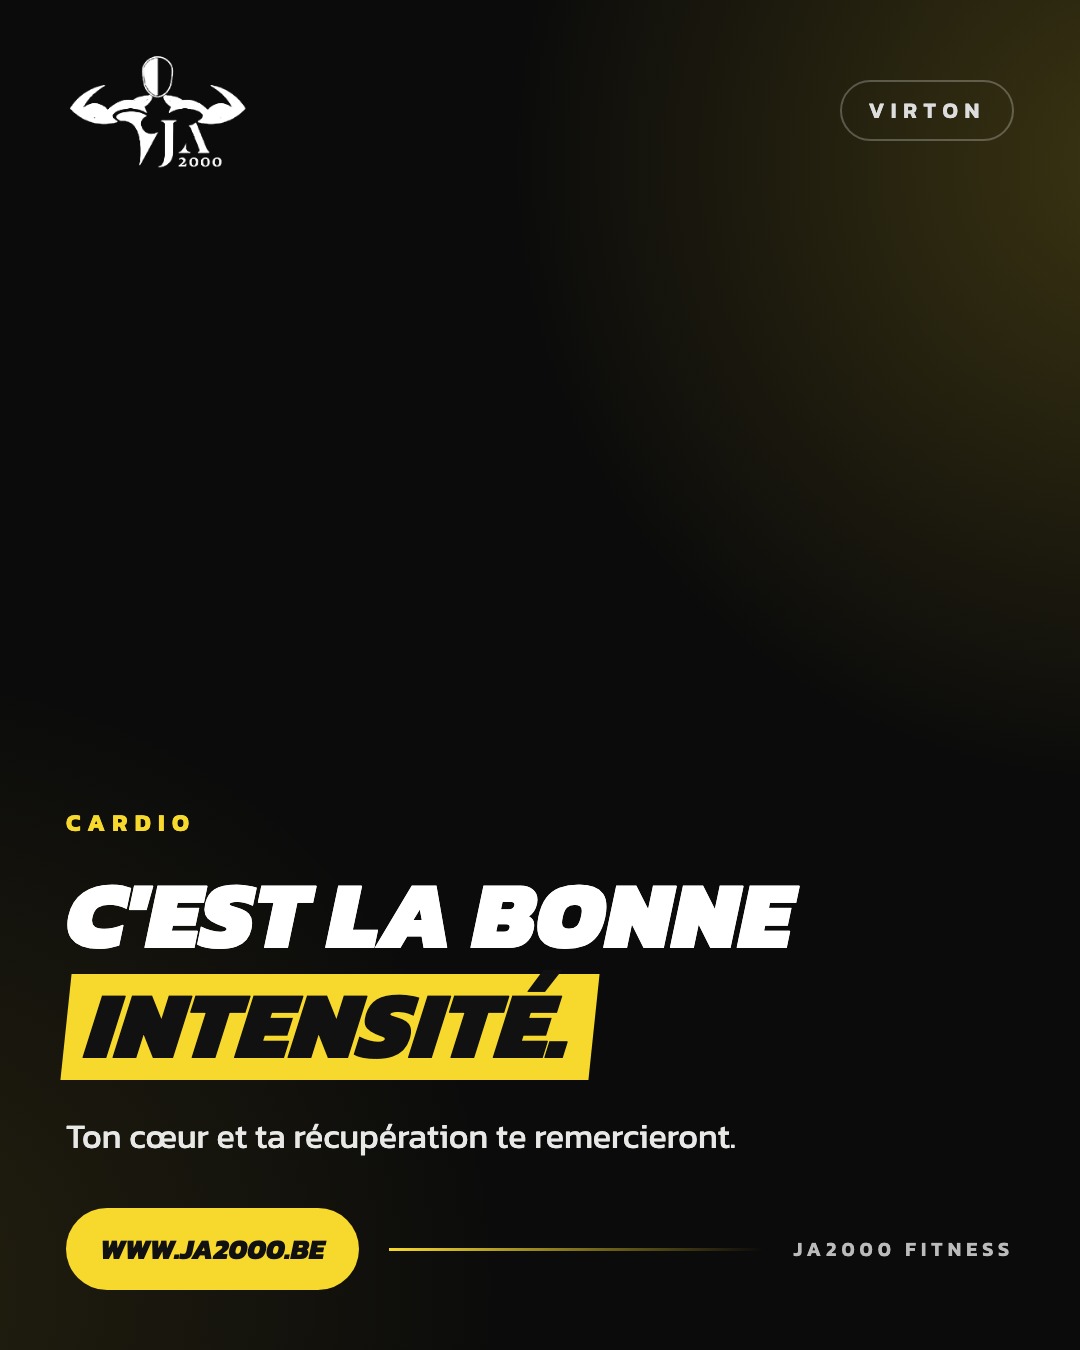 JA
2000
VIRTON
CARDIO
C'EST LA BONNE
INTENSITÉ.
Ton cœur et ta récupération te remercieront.
WWW.JA2000.BE
JA2000 FITNESS